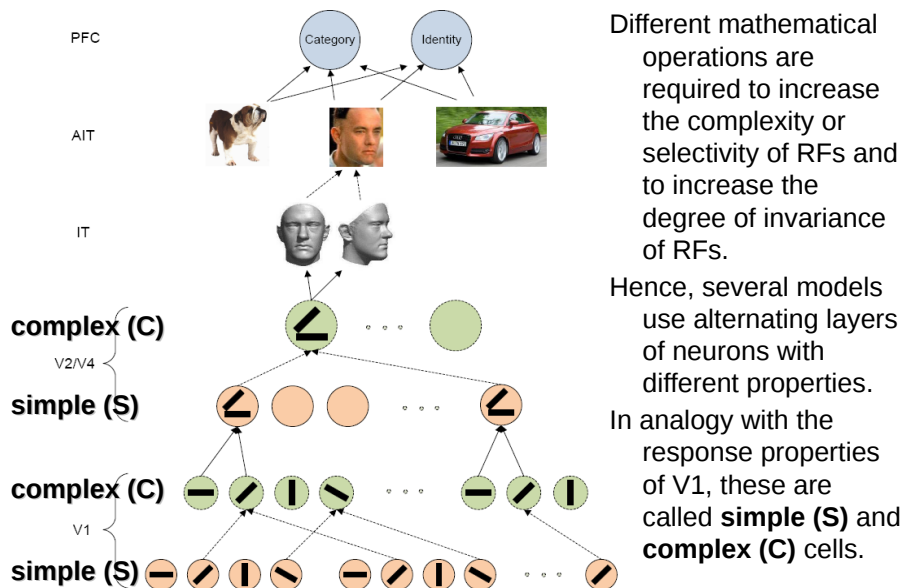 PFC
Category
Identity
AIT
IT
complex (C)
V2/V4
simple (S)
complex (C)
V1
simple (S)
Different mathematical
operations are
required to increase
the complexity or
selectivity of RFs and
to increase the
degree of invariance
of RFs.
Hence, several models
use alternating layers
of neurons with
different properties.
In analogy with the
response properties
of V1, these are
called simple (S) and
complex (C) cells.